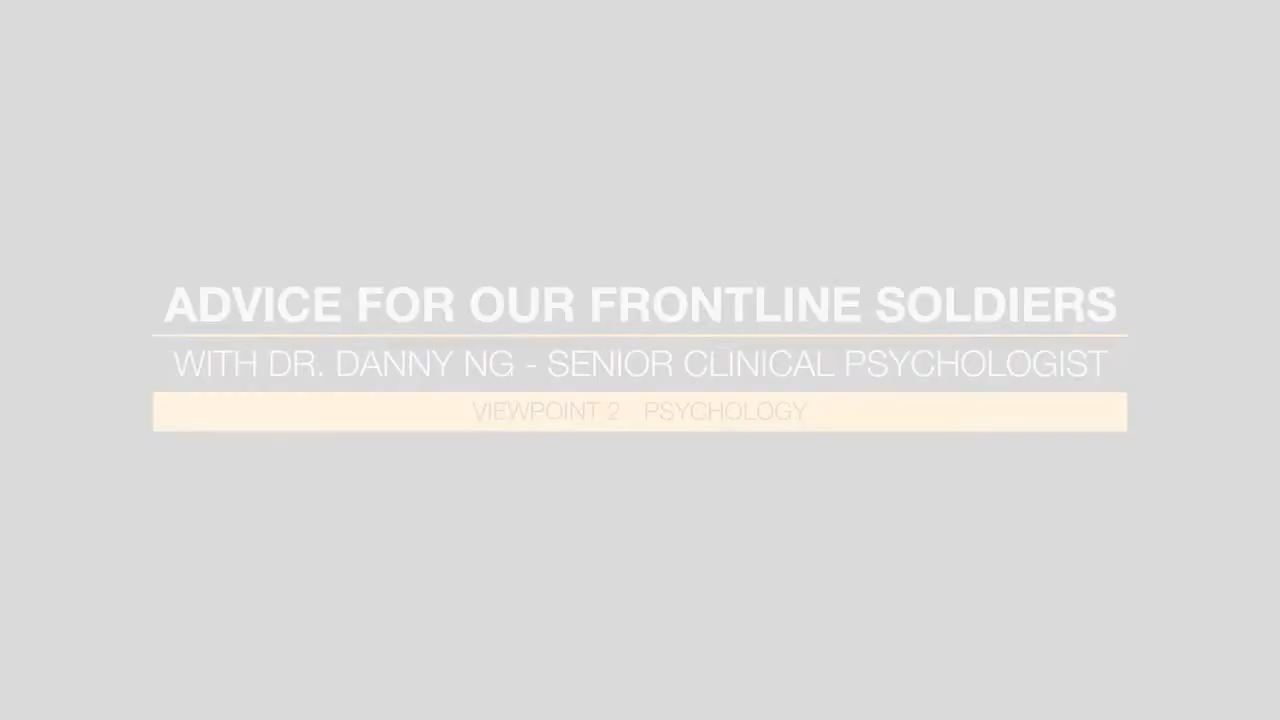 ADVICE FOR OUR FRONTLINE SOLDIERS
WITH DR. DANNY NG - SENIOR CLINICAL PSYCHOLOGIST
VIEWPOINT 2 PSYCHOLOGY